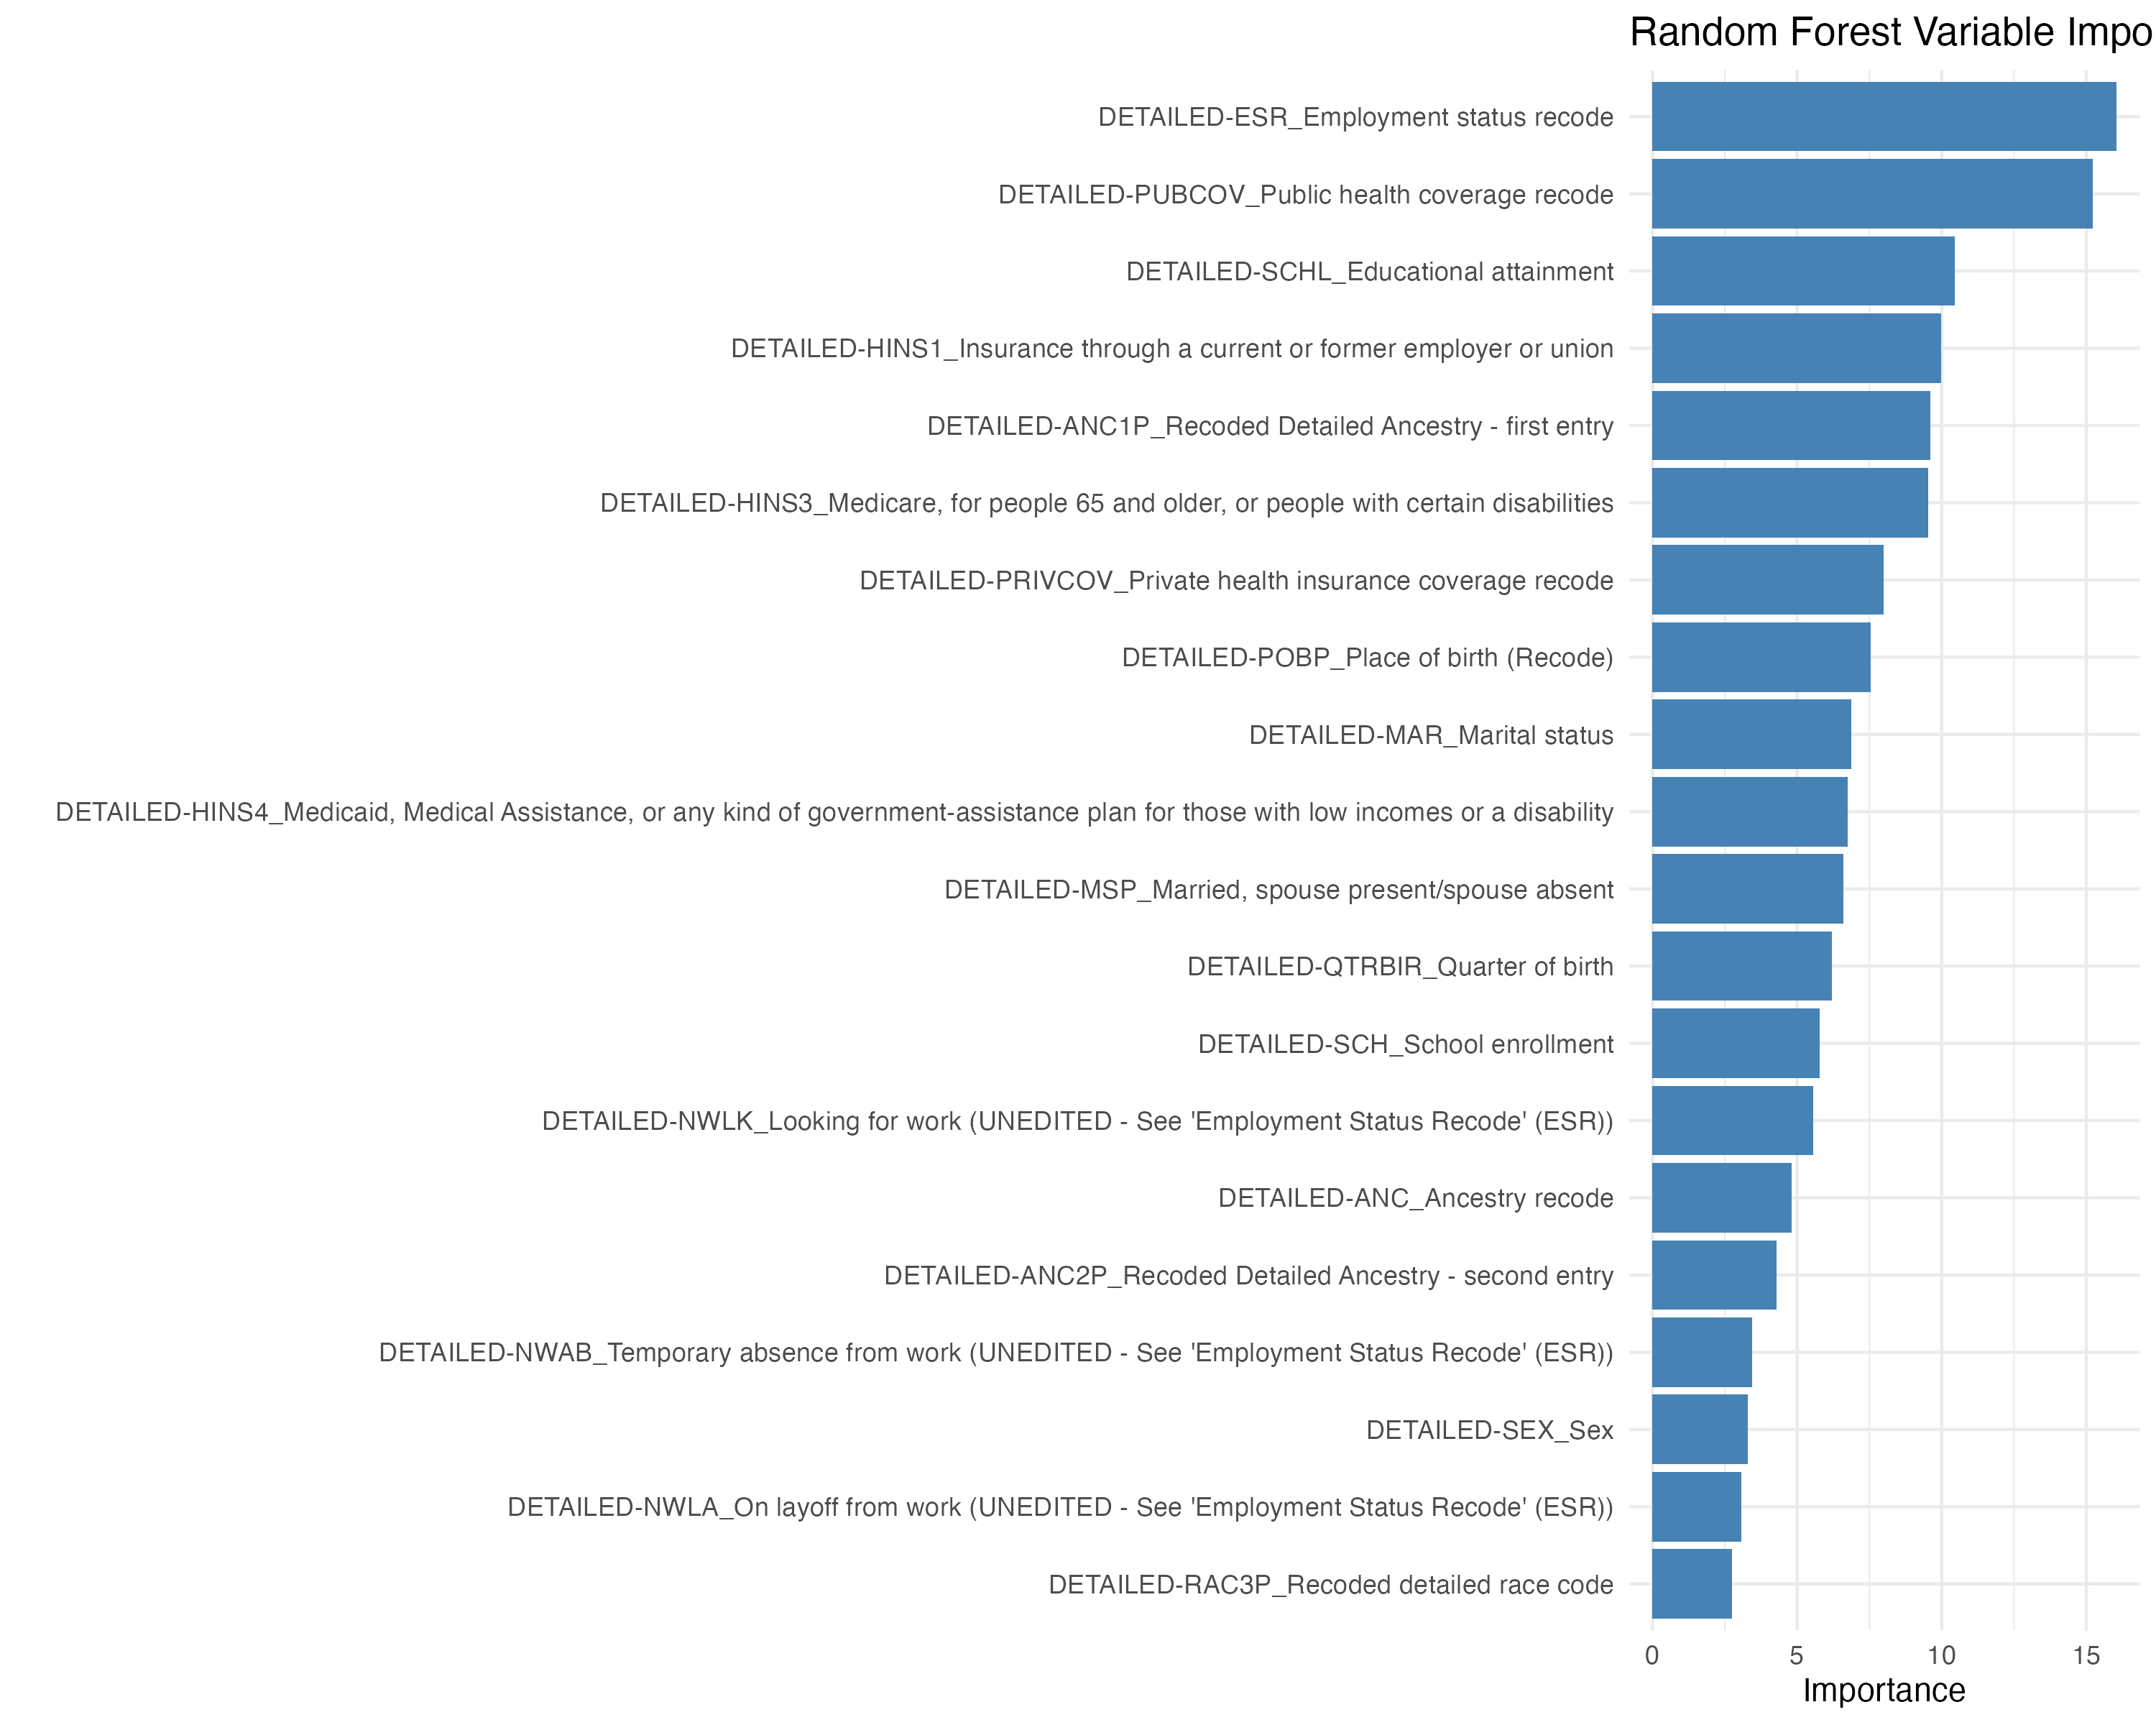 Random Forest Variable Impo
DETAILED-ESR_Employment status recode
DETAILED-PUBCOV_Public health coverage recode
DETAILED-SCHL_Educational attainment
DETAILED-HINS1_Insurance through a current or former employer or union
DETAILED-ANC1P_Recoded Detailed Ancestry - first entry
DETAILED-HINS3_Medicare, for people 65 and older, or people with certain disabilities
DETAILED-PRIVCOV_Private health insurance coverage recode
DETAILED-POBP_Place of birth (Recode)
DETAILED-MAR_Marital status
DETAILED-HINS4_Medicaid, Medical Assistance, or any kind of government-assistance plan for those with low incomes or a disability
DETAILED-MSP_Married, spouse present/spouse absent
DETAILED-QTRBIR_Quarter of birth
DETAILED-SCH_School enrollment
DETAILED-NWLK_Looking for work (UNEDITED - See 'Employment Status Recode' (ESR))
DETAILED-ANC_Ancestry recode
DETAILED-ANC2P_Recoded Detailed Ancestry - second entry
DETAILED-NWAB_Temporary absence from work (UNEDITED - See 'Employment Status Recode' (ESR))
DETAILED-SEX_Sex
DETAILED-NWLA_On layoff from work (UNEDITED - See 'Employment Status Recode' (ESR))
DETAILED-RAC3P_Recoded detailed race code
0 5 10 15
Importance